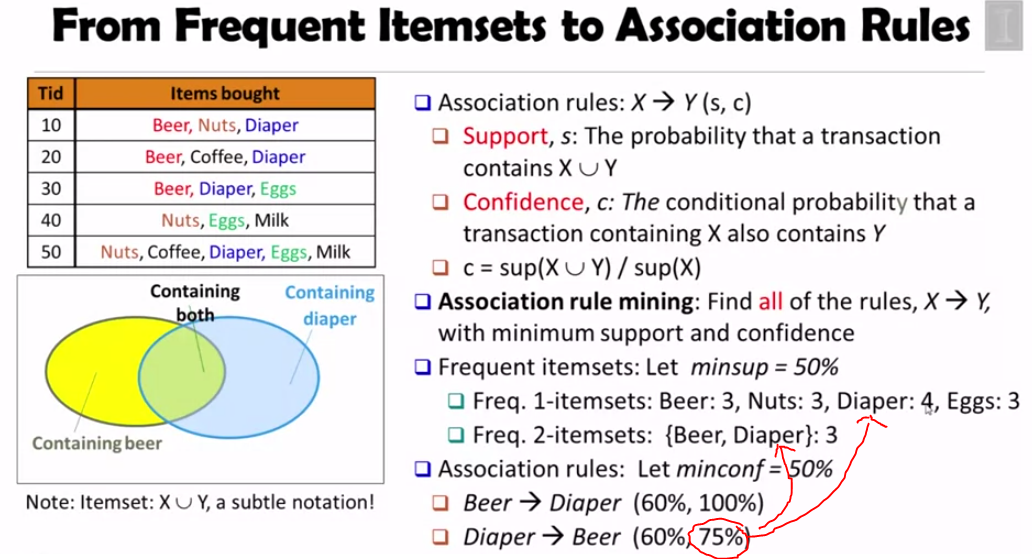 From Frequent Itemsets to Association Rules
Tid Items bought
10 Beer, Nuts, Diaper
20 Beer, Coffee, Diaper
30 Beer, Diaper, Eggs
40 Nuts, Eggs, Milk
50 Nuts, Coffee, Diaper, Eggs, Milk
Containing both
Containing diaper
Containing beer
Note: Itemset: X ∪ Y, a subtle notation!
Association rules: X → Y (s, c)
Support, s: The probability that a transaction
contains X ∪ Y
Confidence, c: The conditional probability that a
transaction containing X also contains Y
c = sup(X ∪ Y) / sup(X)
Association rule mining: Find all of the rules, X → Y,
with minimum support and confidence
Frequent itemsets: Let minsup = 50%
Freq. 1-itemsets: Beer: 3, Nuts: 3, Diaper: 4, Eggs: 3
Freq. 2-itemsets: {Beer, Diaper}: 3
Association rules: Let minconf = 50%
Beer → Diaper (60%, 100%)
Diaper → Beer (60%, 75%)